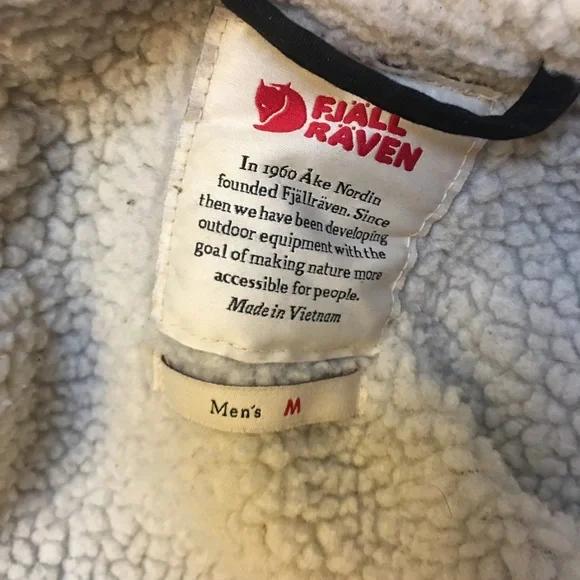 FJÄLL
RÄVEN
In 1960 Åke Nordin
founded Fjällräven. Since
then we have been developing
outdoor equipment with the
goal of making nature more
accessible for people.
Made in Vietnam
Men's M